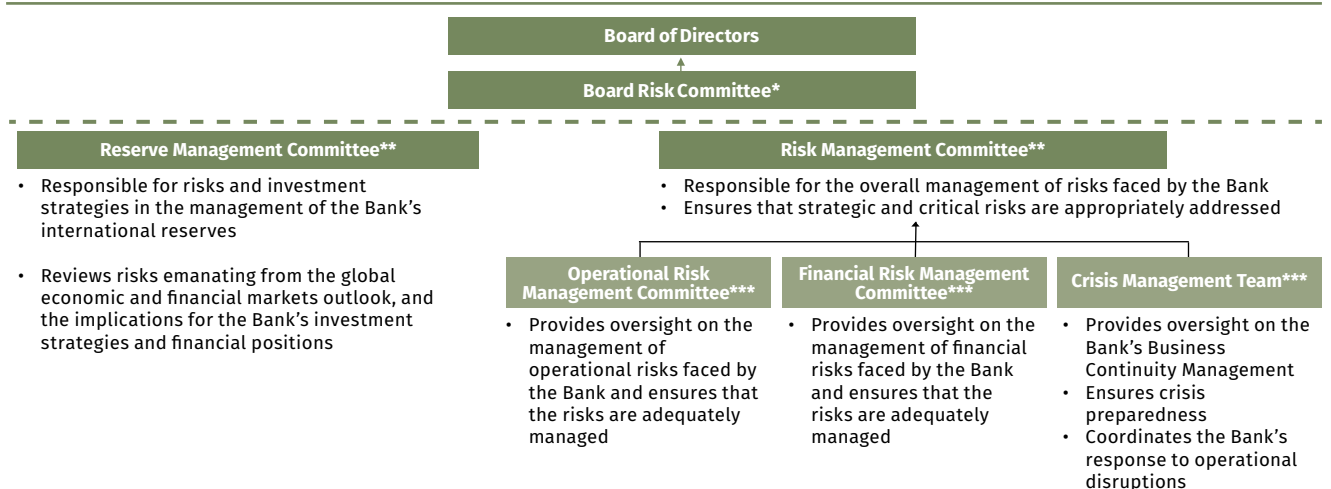 Board of Directors
Board Risk Committee*
Reserve Management Committee**
• Responsible for risks and investment
strategies in the management of the Bank’s
international reserves
• Reviews risks emanating from the global
economic and financial markets outlook, and
the implications for the Bank’s investment
strategies and financial positions
Risk Management Committee**
• Responsible for the overall management of risks faced by the Bank
• Ensures that strategic and critical risks are appropriately addressed
Operational Risk
Management Committee***
• Provides oversight on the
management of
operational risks faced by
the Bank and ensures that
the risks are adequately
managed
Financial Risk Management
Committee***
• Provides oversight on the
management of financial
risks faced by the Bank
and ensures that the
risks are adequately
managed
Crisis Management Team***
• Provides oversight on the
Bank’s Business
Continuity Management
• Ensures crisis
preparedness
• Coordinates the Bank’s
response to operational
disruptions